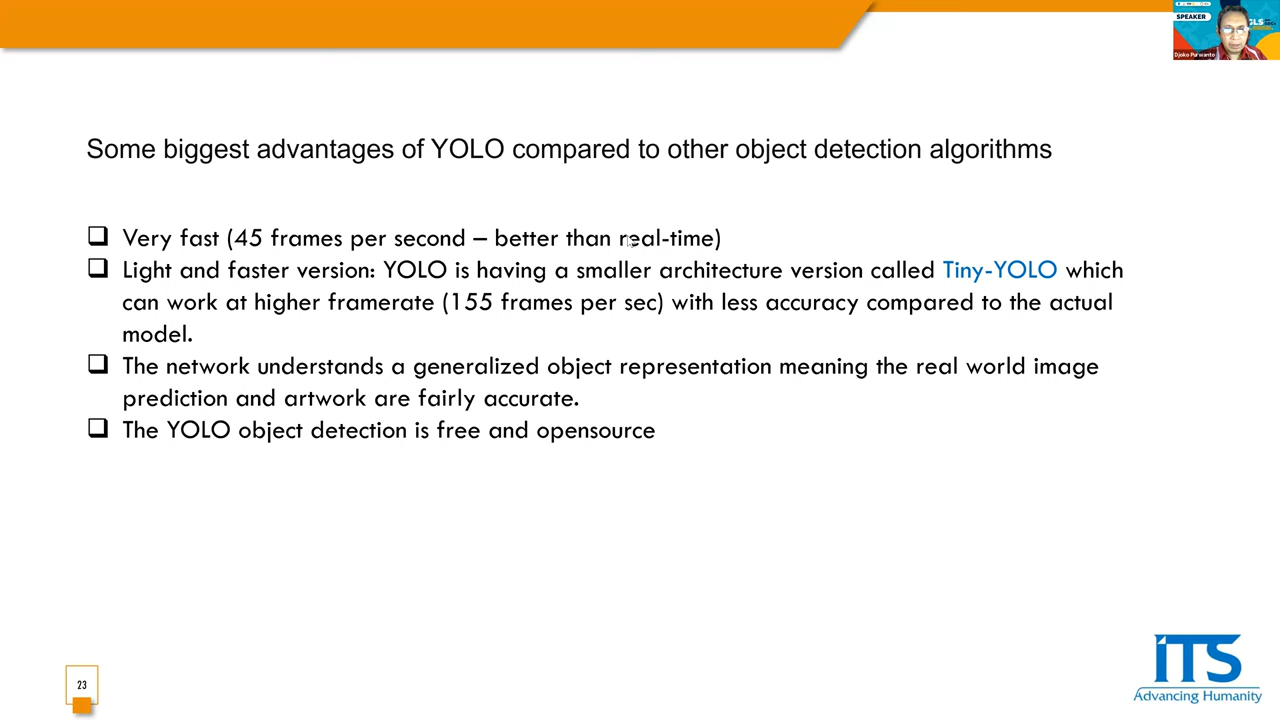 SPEAKER
GLS
Djoko Purwanto
Some biggest advantages of YOLO compared to other object detection algorithms
❑ Very fast (45 frames per second – better than real-time)
❑ Light and faster version: YOLO is having a smaller architecture version called Tiny-YOLO which
can work at higher framerate (155 frames per sec) with less accuracy compared to the actual
model.
❑ The network understands a generalized object representation meaning the real world image
prediction and artwork are fairly accurate.
❑ The YOLO object detection is free and opensource
23
iTS
Advancing Humanity